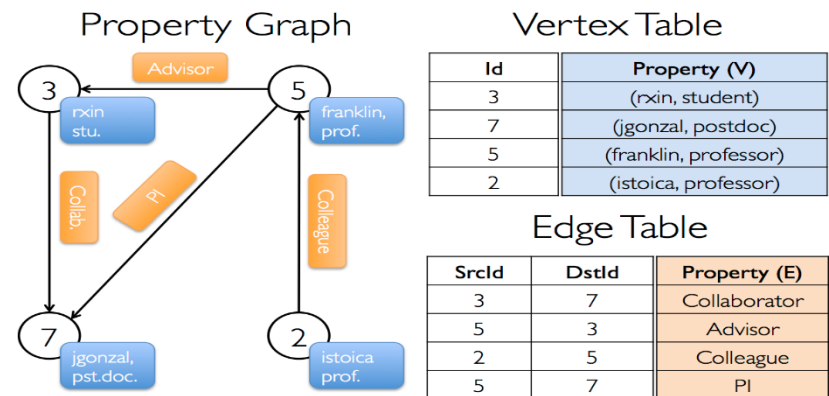 Property Graph
Advisor
3
5
rxin
stu.
franklin,
prof.
Collab.
PI
Colleague
7
2
jgonzal,
pst.doc.
istoica
prof.
Vertex Table
Id Property (V)
3 (rxin, student)
7 (jgonzal, postdoc)
5 (franklin, professor)
2 (istoica, professor)
Edge Table
SrcId DstId Property (E)
3 7 Collaborator
5 3 Advisor
2 5 Colleague
5 7 PI